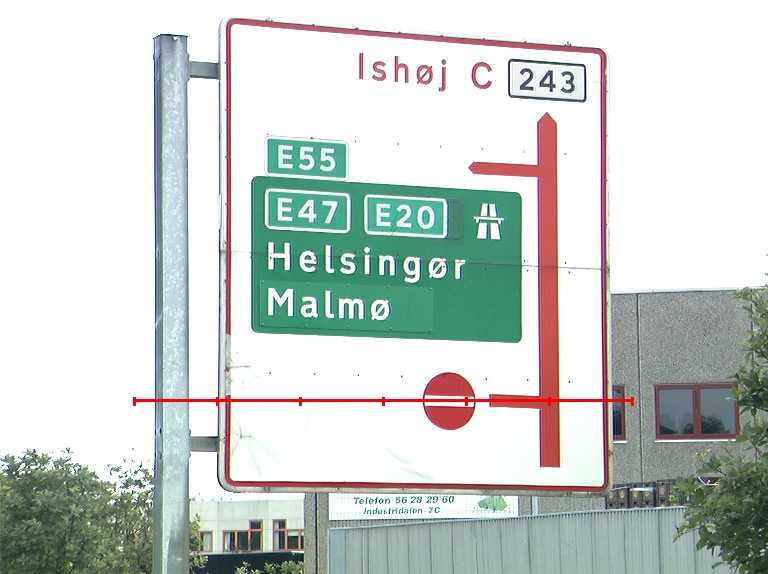 Ishøj C 243
E55
E47 E20
Helsingør
Malmø
Telefon 56 28 29 60
Industridalen 7C